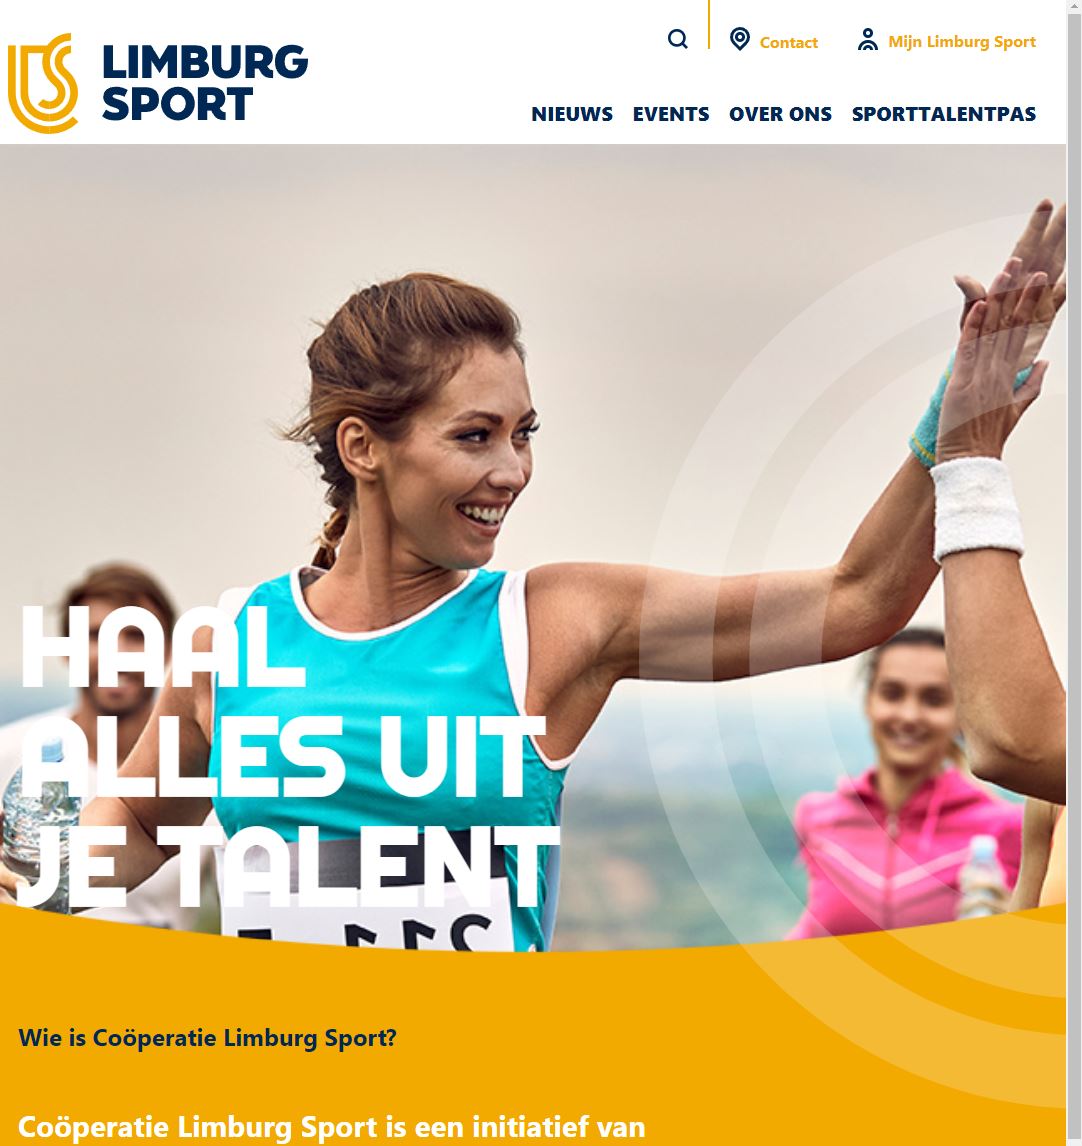 LIMBURG
SPORT
Contact
Mijn Limburg Sport
NIEUWS EVENTS OVER ONS SPORTTALENTPAS
HAAL
ALLES UIT
JE TALENT
Wie is Coöperatie Limburg Sport?
Coöperatie Limburg Sport is een initiatief van